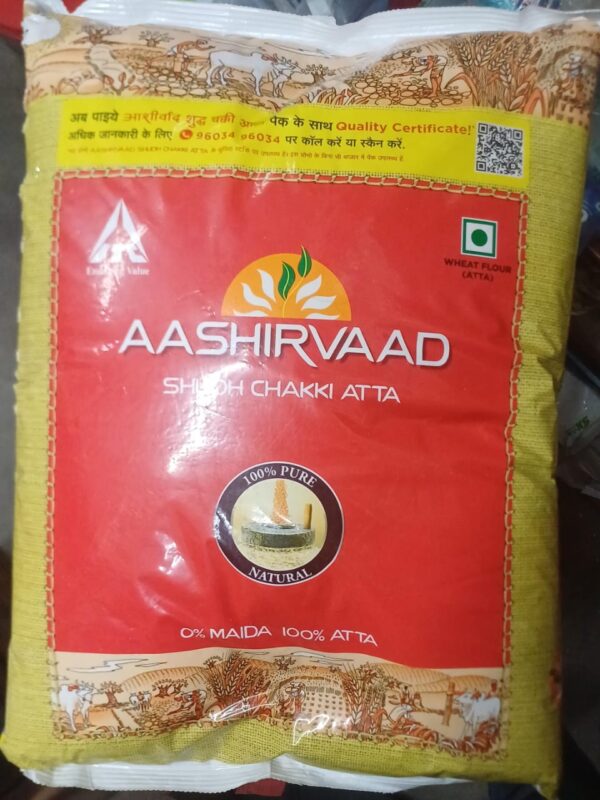 अब पाइये आशीर्वाद शुद्ध चक्की पैक के साथ Quality Certificate!
अधिक जानकारी के लिए 96034 96034 पर कॉल करें या स्कैन करें.
Value
WHEAT FLOUR
(ATTA)
AASHIRVAAD
SHUDH CHAKKI ATTA
100% PURE
NATURAL
0% MAIDA 100% ATTA